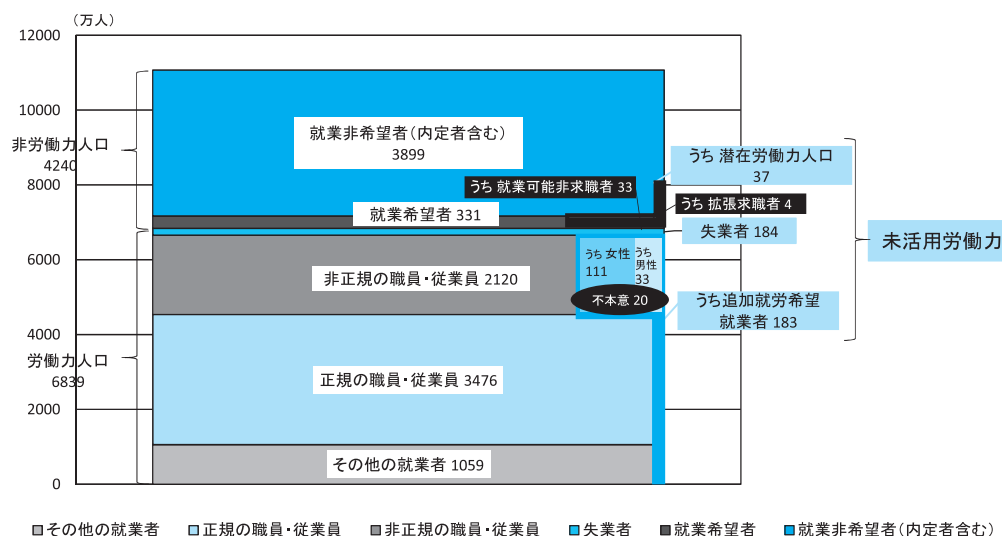 （万人）
12000
10000
8000
6000
4000
2000
0
非労働力人口
4240
労働力人口
6839
就業非希望者（内定者含む）
3899
うち 就業可能非求職者 33
就業希望者 331
うち 潜在労働力人口
37
うち 拡張求職者 4
失業者 184
未活用労働力
非正規の職員・従業員 2120
うち 女性
111
うち
男性
33
不本意 20
うち追加就労希望
就業者 183
正規の職員・従業員 3476
その他の就業者 1059
その他の就業者
正規の職員・従業員
非正規の職員・従業員
失業者
就業希望者
就業非希望者（内定者含む）